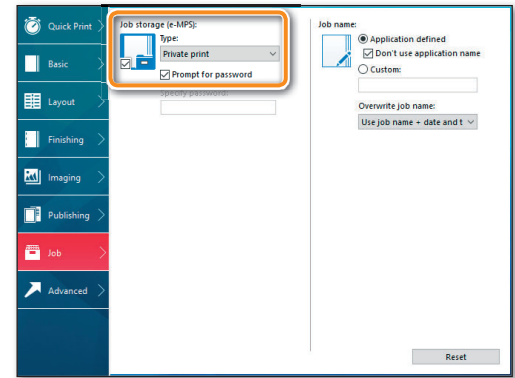 Quick Print
Basic
Layout
Finishing
Imaging
Publishing
Job
Advanced
Job storage (e-MPS):
Type:
Private print
Prompt for password
Specify password:
Job name:
Application defined
Don't use application name
Custom:
Overwrite job name:
Use job name + date and t
Reset